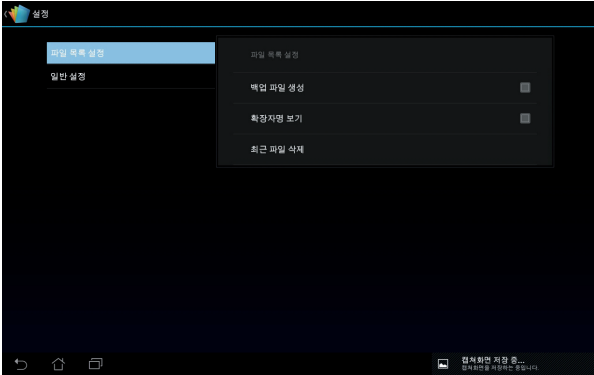 설정
파일 목록 설정
일반 설정
파일 목록 설정
백업 파일 생성
확장자명 보기
최근 파일 삭제
캡쳐화면 저장 중...
캡쳐화면을 저장하는 중입니다.